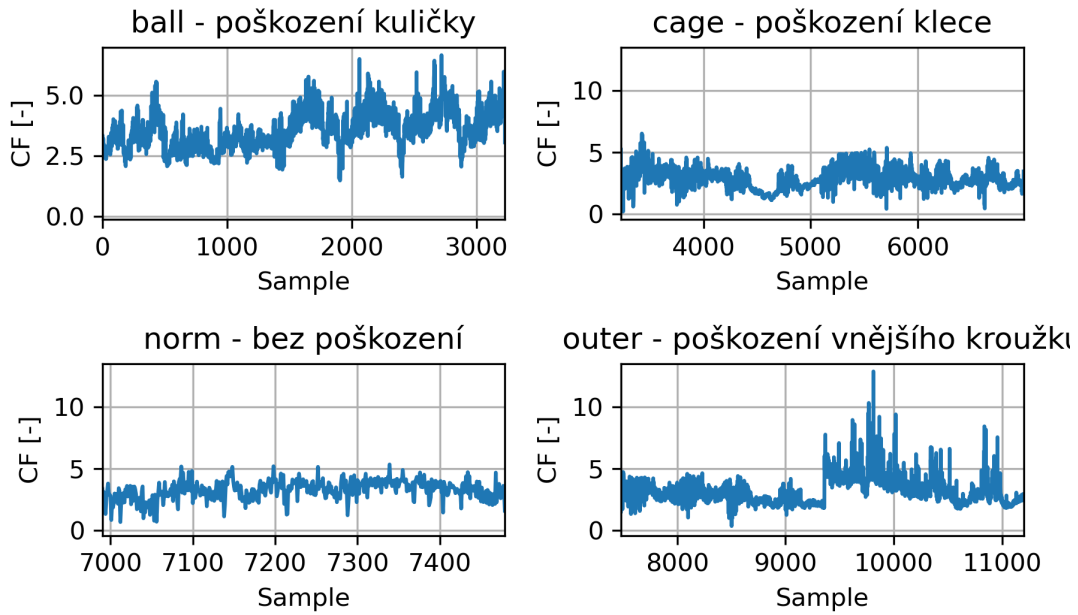 ball - poškození kuličky
5.0
2.5
0.0
CF [-]
0 1000 2000 3000
Sample
cage - poškození klece
10
5
0
CF [-]
4000 5000 6000
Sample
norm - bez poškození
10
5
0
CF [-]
7000 7100 7200 7300 7400
Sample
outer - poškození vnějšího kroužku
10
5
0
CF [-]
8000 9000 10000 11000
Sample